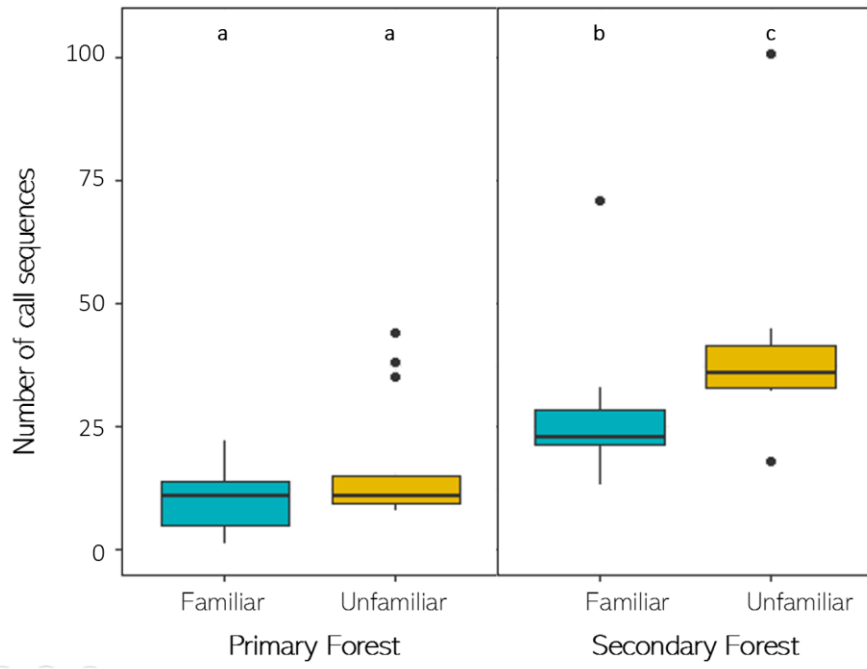 a a b c
100
75
50
25
0
Number of call sequences
Familiar Unfamiliar Familiar Unfamiliar
Primary Forest Secondary Forest